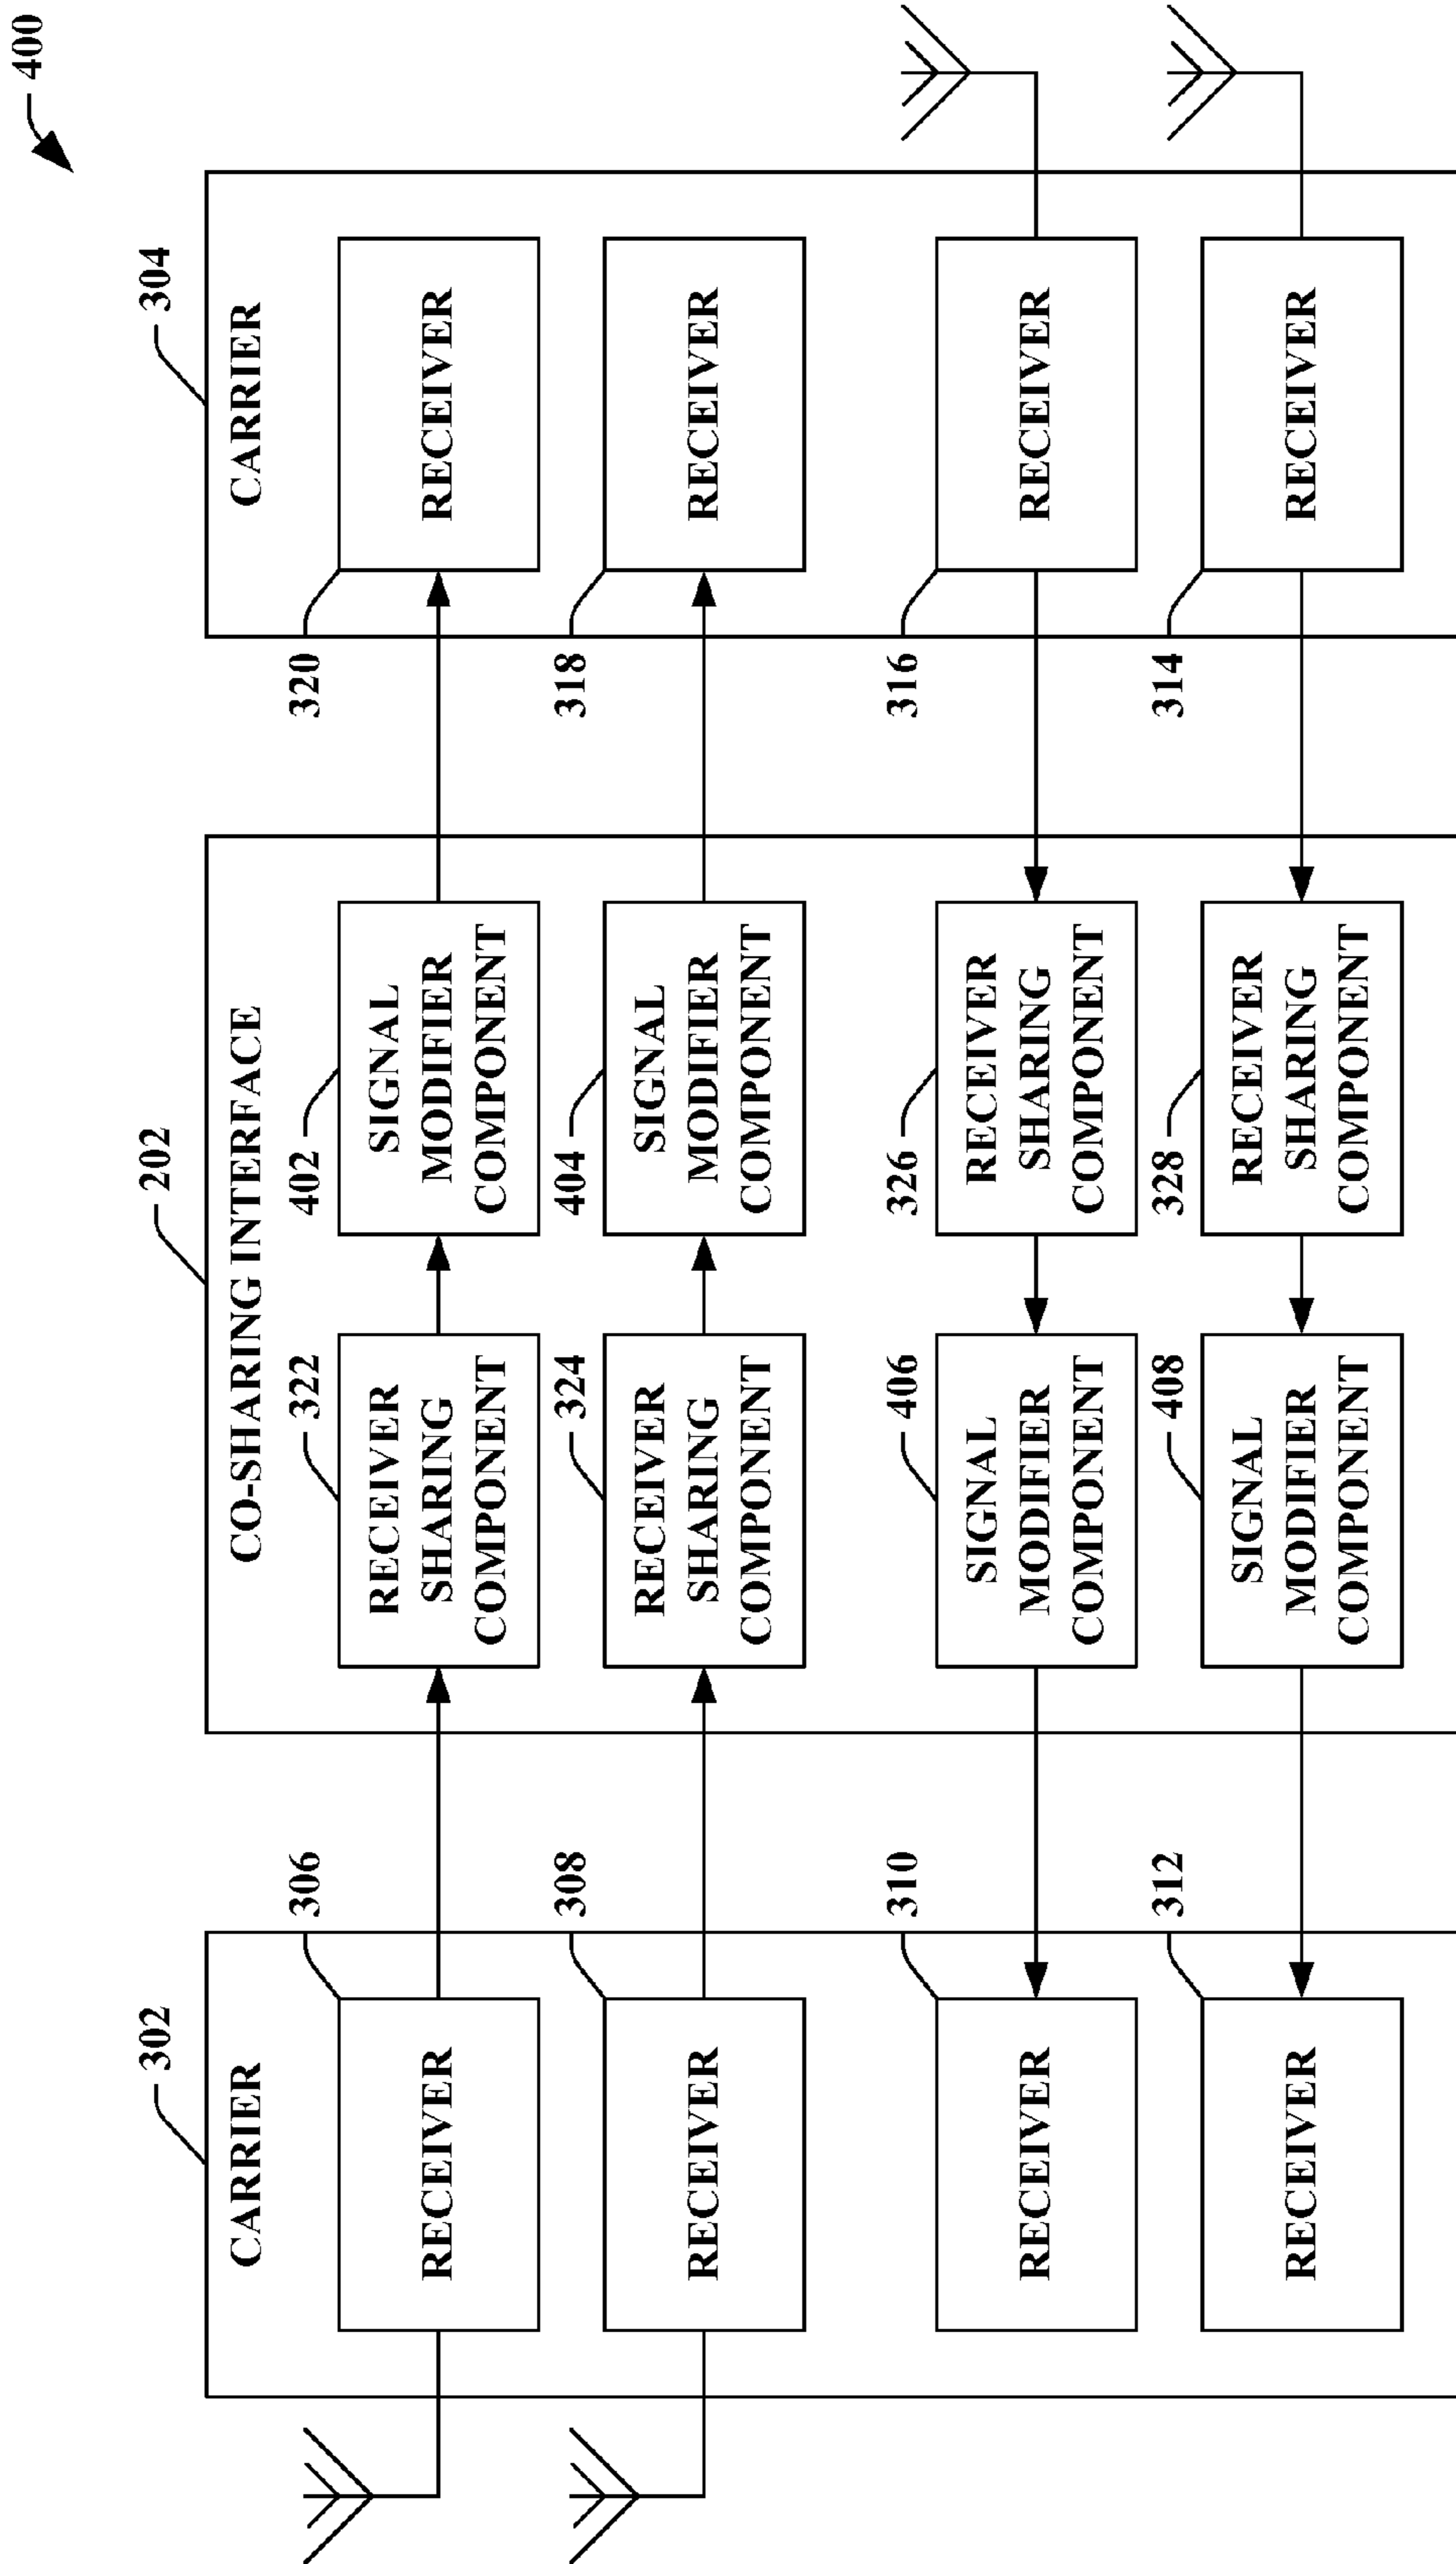 400
302
CARRIER
306
RECEIVER
308
RECEIVER
310
RECEIVER
312
RECEIVER
202
CO-SHARING INTERFACE
322
RECEIVER
SHARING
COMPONENT
402
SIGNAL
MODIFIER
COMPONENT
324
RECEIVER
SHARING
COMPONENT
404
SIGNAL
MODIFIER
COMPONENT
406
SIGNAL
MODIFIER
COMPONENT
326
RECEIVER
SHARING
COMPONENT
408
SIGNAL
MODIFIER
COMPONENT
328
RECEIVER
SHARING
COMPONENT
304
CARRIER
320
RECEIVER
318
RECEIVER
316
RECEIVER
314
RECEIVER